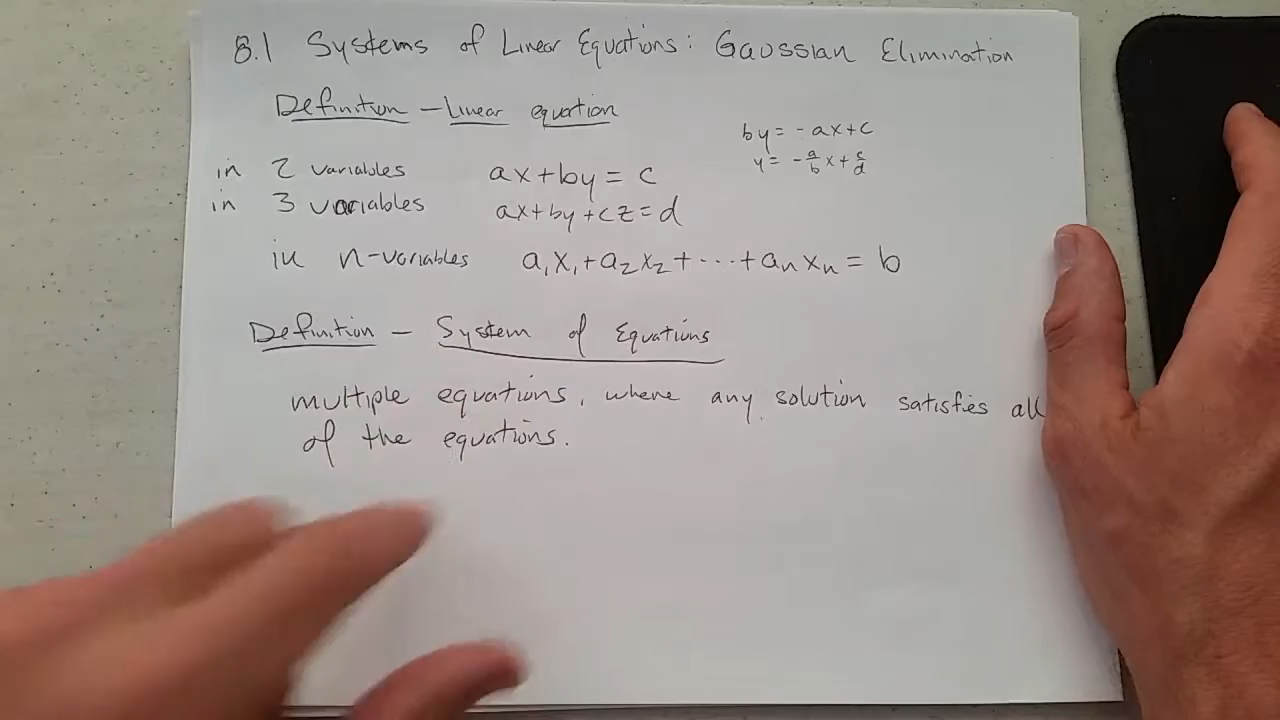 8.1 Systems of Linear Equations: Gaussian Elimination
Definition - Linear equation
by = -ax+c
y = -a/b x + c/d
in 2 variables ax+by = c
in 3 variables ax+by+cz=d
in n-variables a₁x₁+a₂x₂+···+aₙxₙ = b
Definition - System of Equations
multiple equations, where any solution satisfies all
of the equations.